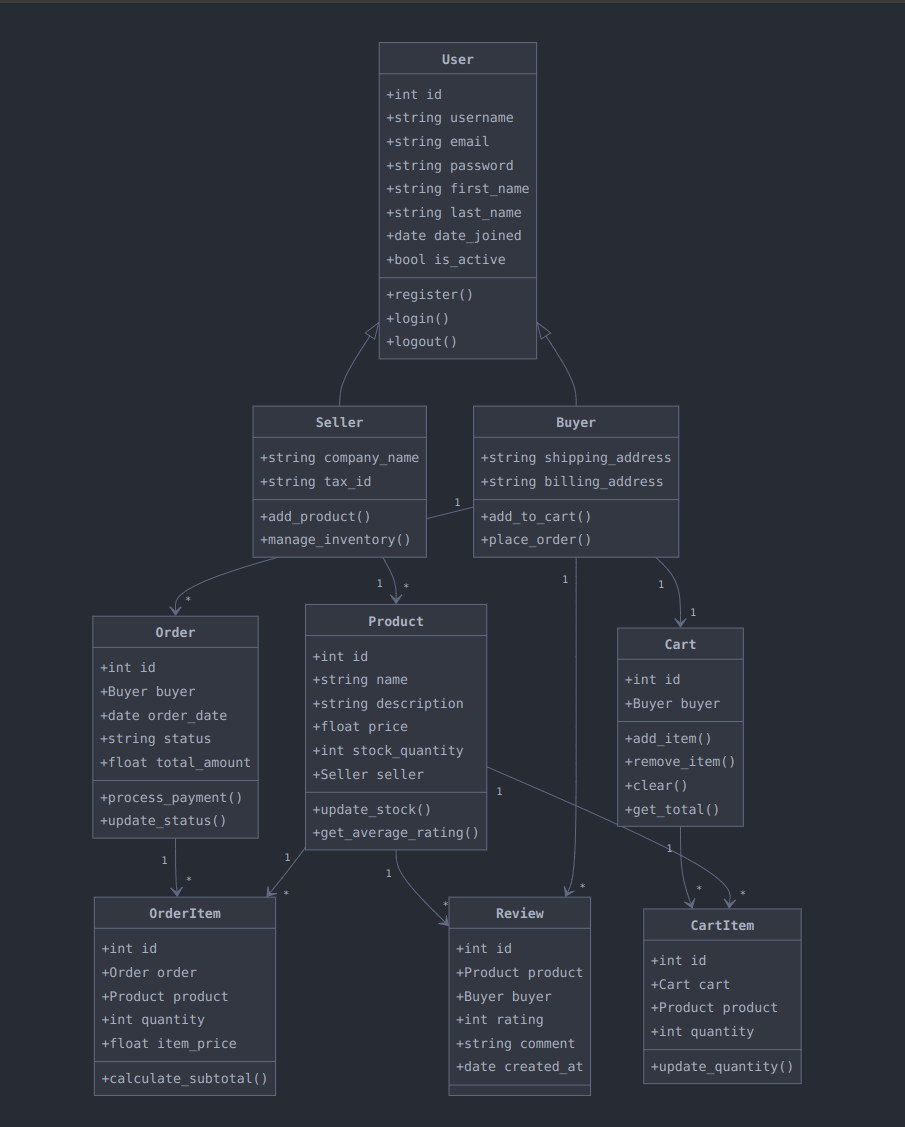 User
+int id
+string username
+string email
+string password
+string first_name
+string last_name
+date date_joined
+bool is_active
+register()
+login()
+logout()
Seller
+string company_name
+string tax_id
+add_product()
+manage_inventory()
Buyer
+string shipping_address
+string billing_address
+add_to_cart()
+place_order()
1
*
1
*
1
1
1
Order
+int id
+Buyer buyer
+date order_date
+string status
+float total_amount
+process_payment()
+update_status()
Product
+int id
+string name
+string description
+float price
+int stock_quantity
+Seller seller
+update_stock()
+get_average_rating()
Cart
+int id
+Buyer buyer
+add_item()
+remove_item()
+clear()
+get_total()
1
1
*
1
*
1
*
*
1
*
*
OrderItem
+int id
+Order order
+Product product
+int quantity
+float item_price
+calculate_subtotal()
Review
+int id
+Product product
+Buyer buyer
+int rating
+string comment
+date created_at
CartItem
+int id
+Cart cart
+Product product
+int quantity
+update_quantity()